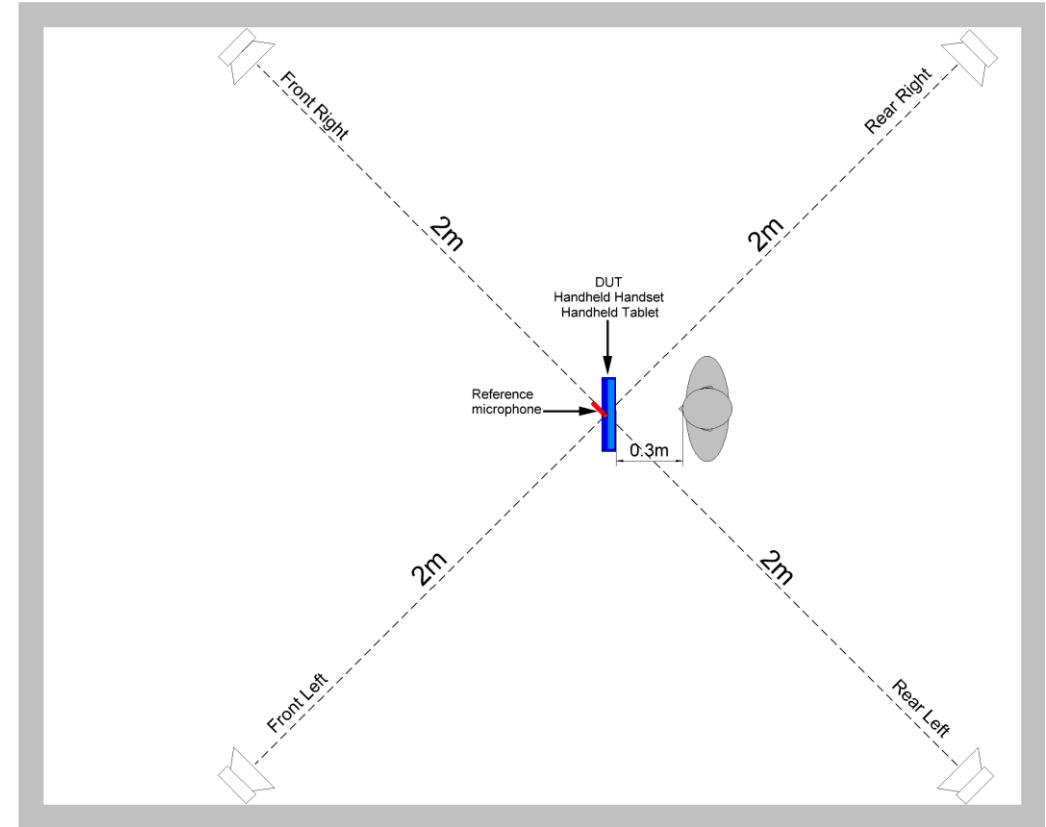 Front Right
Rear Right
2m
2m
DUT
Handheld Handset
Handheld Tablet
Reference
microphone
0.3m
2m
2m
Front Left
Rear Left